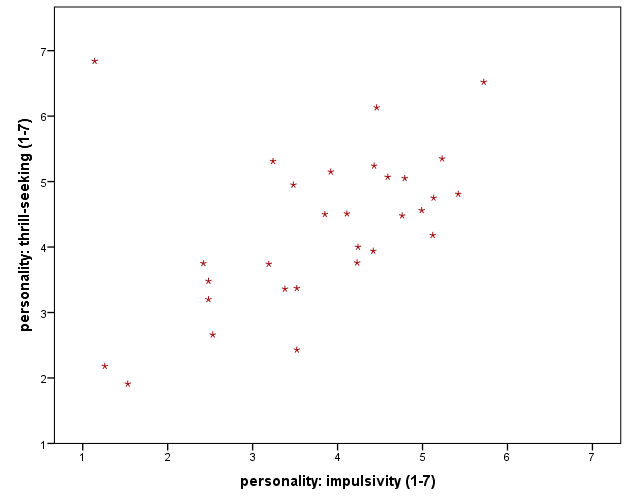 personality: thrill-seeking (1-7)
7
6
5
4
3
2
1
1 2 3 4 5 6 7
personality: impulsivity (1-7)